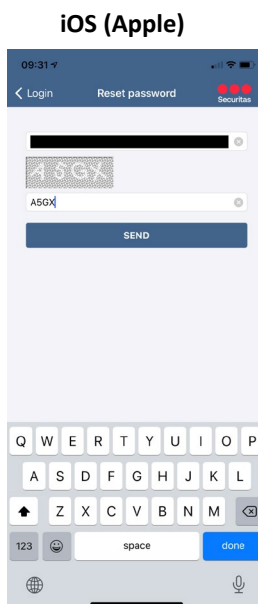 iOS (Apple)
09:31
Login Reset password Securitas
A5GX
A5GX
SEND
Q W E R T Y U I O P
A S D F G H J K L
Z X C V B N M
123 space done